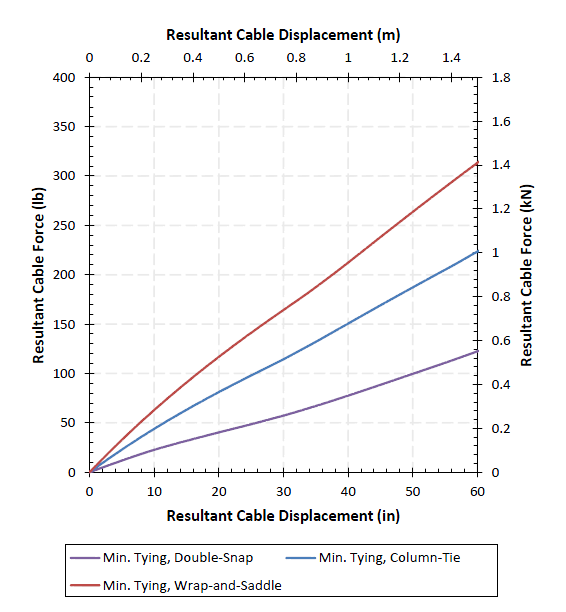 Resultant Cable Displacement (m)
0 0.2 0.4 0.6 0.8 1 1.2 1.4
400 1.8
350 1.6
300 1.4
250 1.2
200 1
150 0.8
100 0.6
50 0.4
0 0.2
0
Resultant Cable Force (lb)
Resultant Cable Force (kN)
0 10 20 30 40 50 60
Resultant Cable Displacement (in)
Min. Tying, Double-Snap Min. Tying, Column-Tie
Min. Tying, Wrap-and-Saddle